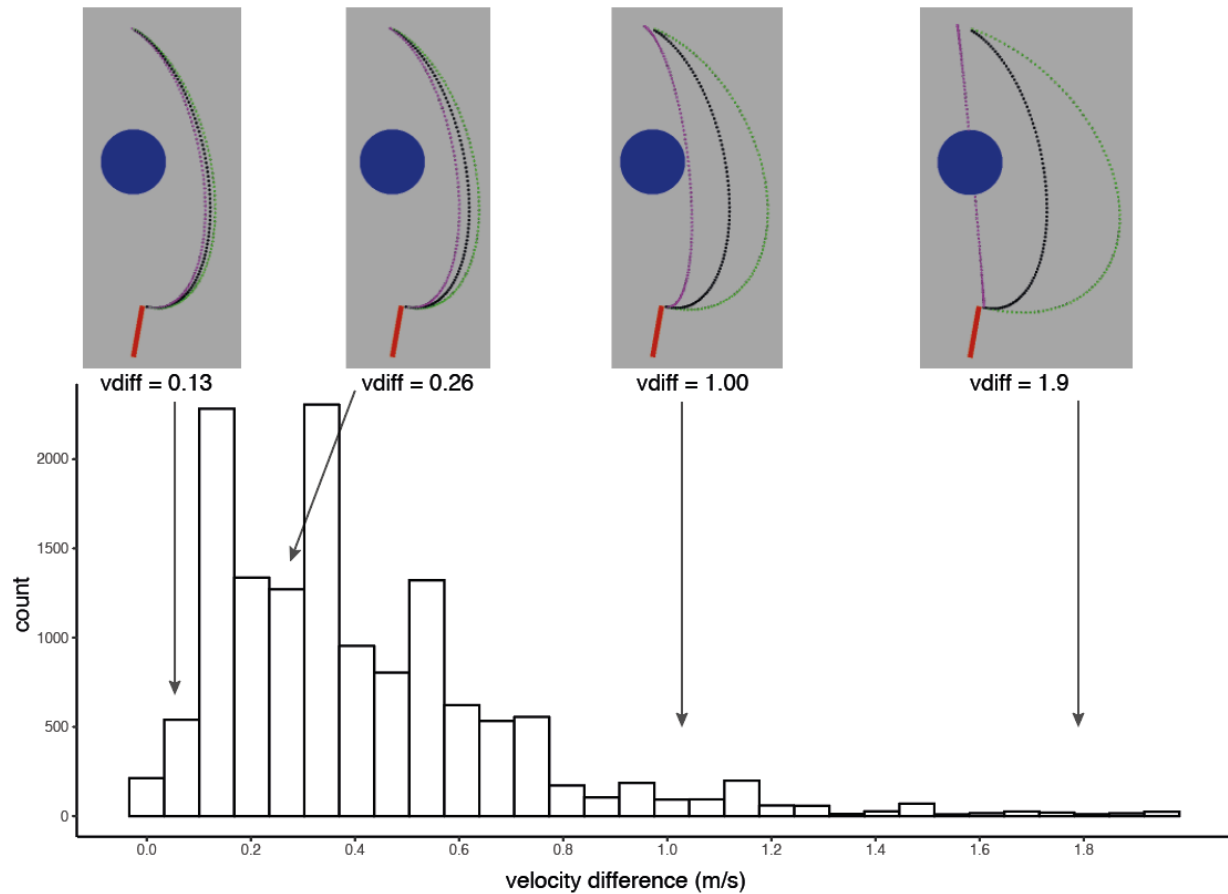 vdiff = 0.13 vdiff = 0.26 vdiff = 1.00 vdiff = 1.9
2000
1500
1000
500
0
count
0.0 0.2 0.4 0.6 0.8 1.0 1.2 1.4 1.6 1.8
velocity difference (m/s)